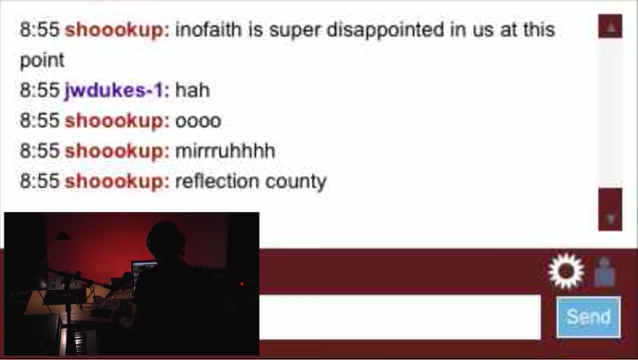 8:55 shoookup: inofaith is super disappointed in us at this
point
8:55 jwdukes-1: hah
8:55 shoookup: oooo
8:55 shoookup: mirrruhhhh
8:55 shoookup: reflection county
Send